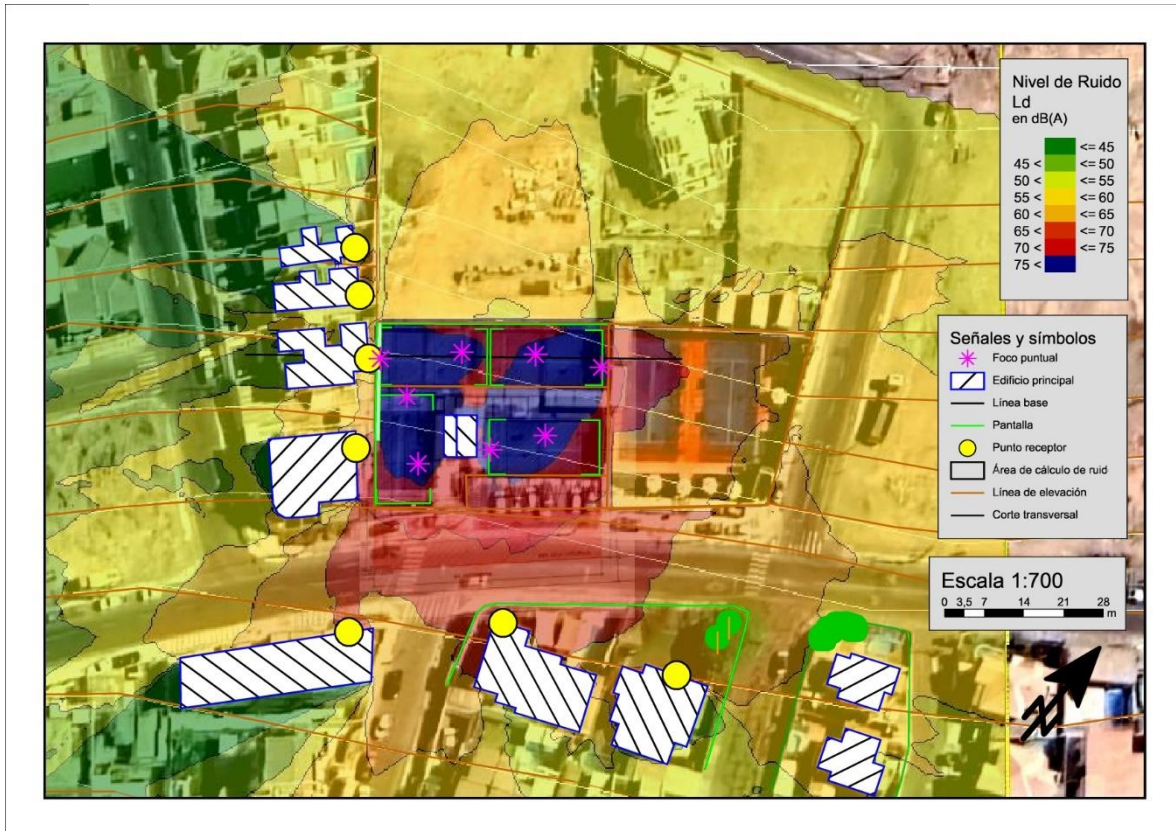 Nivel de Ruido
Ld
en dB(A)
<= 45
45 < <= 50
50 < <= 55
55 < <= 60
60 < <= 65
65 < <= 70
70 < <= 75
75 <
Señales y símbolos
Foco puntual
Edificio principal
Línea base
Pantalla
Punto receptor
Área de cálculo de ruid
Línea de elevación
Corte transversal
Escala 1:700
0 3,5 7 14 21 28
m